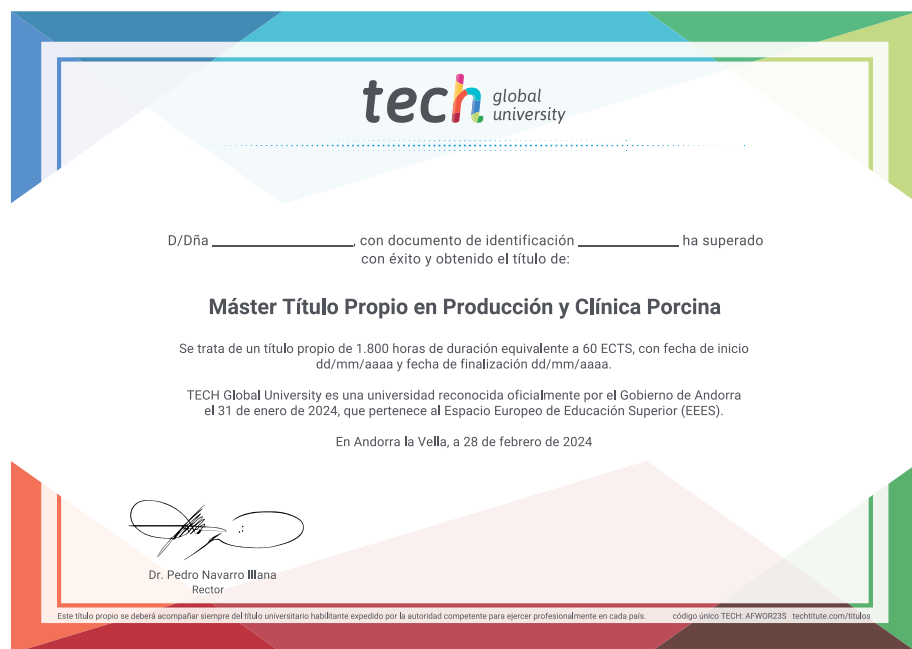 tech global university
D/Dña ______________, con documento de identificación __________ ha superado
con éxito y obtenido el título de:
Máster Título Propio en Producción y Clínica Porcina
Se trata de un título propio de 1.800 horas de duración equivalente a 60 ECTS, con fecha de inicio
dd/mm/aaaa y fecha de finalización dd/mm/aaaa.
TECH Global University es una universidad reconocida oficialmente por el Gobierno de Andorra
el 31 de enero de 2024, que pertenece al Espacio Europeo de Educación Superior (EEES).
En Andorra la Vella, a 28 de febrero de 2024
Dr. Pedro Navarro Illana
Rector
Este título propio se deberá acompañar siempre del título universitario habilitante expedido por la autoridad competente para ejercer profesionalmente en cada país. código único TECH: AFWOR23S techtitute.com/titulos